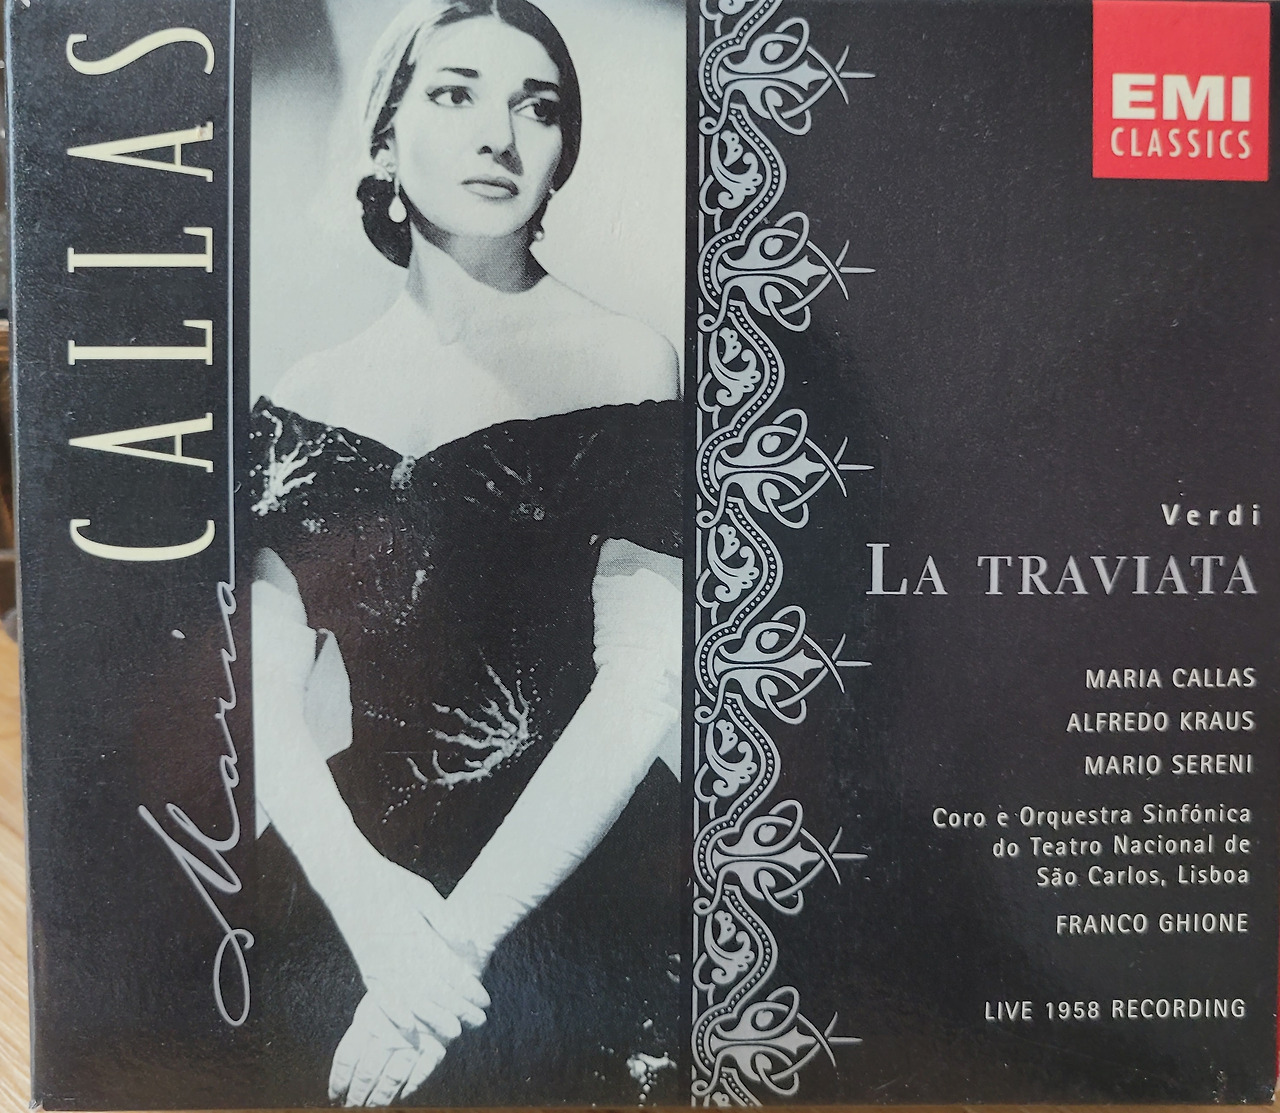 Maria
CALLAS
EMI
CLASSICS
Verdi
LA TRAVIATA
MARIA CALLAS
ALFREDO KRAUS
MARIO SERENI
Coro e Orquestra Sinfónica
do Teatro Nacional de
São Carlos, Lisboa
FRANCO GHIONE
LIVE 1958 RECORDING